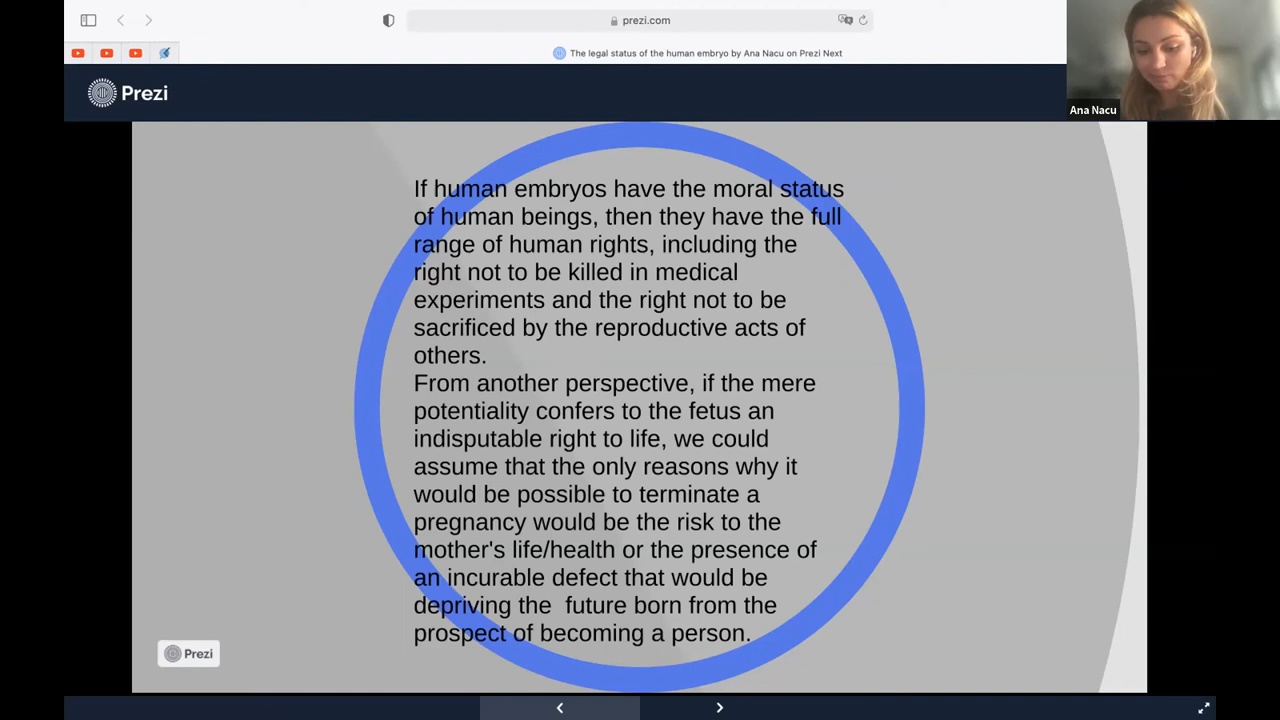 prezi.com
The legal status of the human embryo by Ana Nacu on Prezi Next
Prezi
Ana Nacu
If human embryos have the moral status
of human beings, then they have the full
range of human rights, including the
right not to be killed in medical
experiments and the right not to be
sacrificed by the reproductive acts of
others.
From another perspective, if the mere
potentiality confers to the fetus an
indisputable right to life, we could
assume that the only reasons why it
would be possible to terminate a
pregnancy would be the risk to the
mother's life/health or the presence of
an incurable defect that would be
depriving the  future born from the
prospect of becoming a person.
Prezi